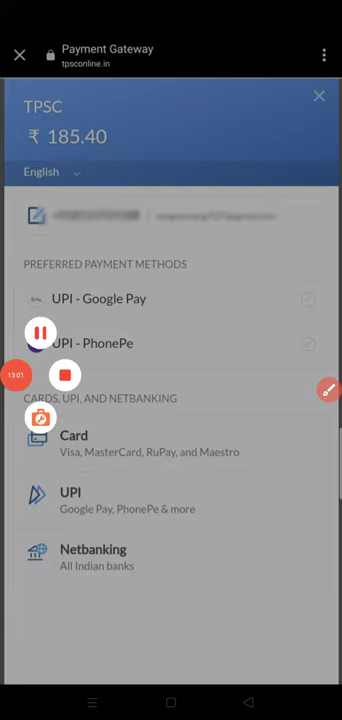 Payment Gateway
tpsconline.in
TPSC
₹ 185.40
English
PREFERRED PAYMENT METHODS
UPI - Google Pay
UPI - PhonePe
13:01
CARDS, UPI, AND NETBANKING
Card
Visa, MasterCard, RuPay, and Maestro
UPI
Google Pay, PhonePe & more
Netbanking
All Indian banks